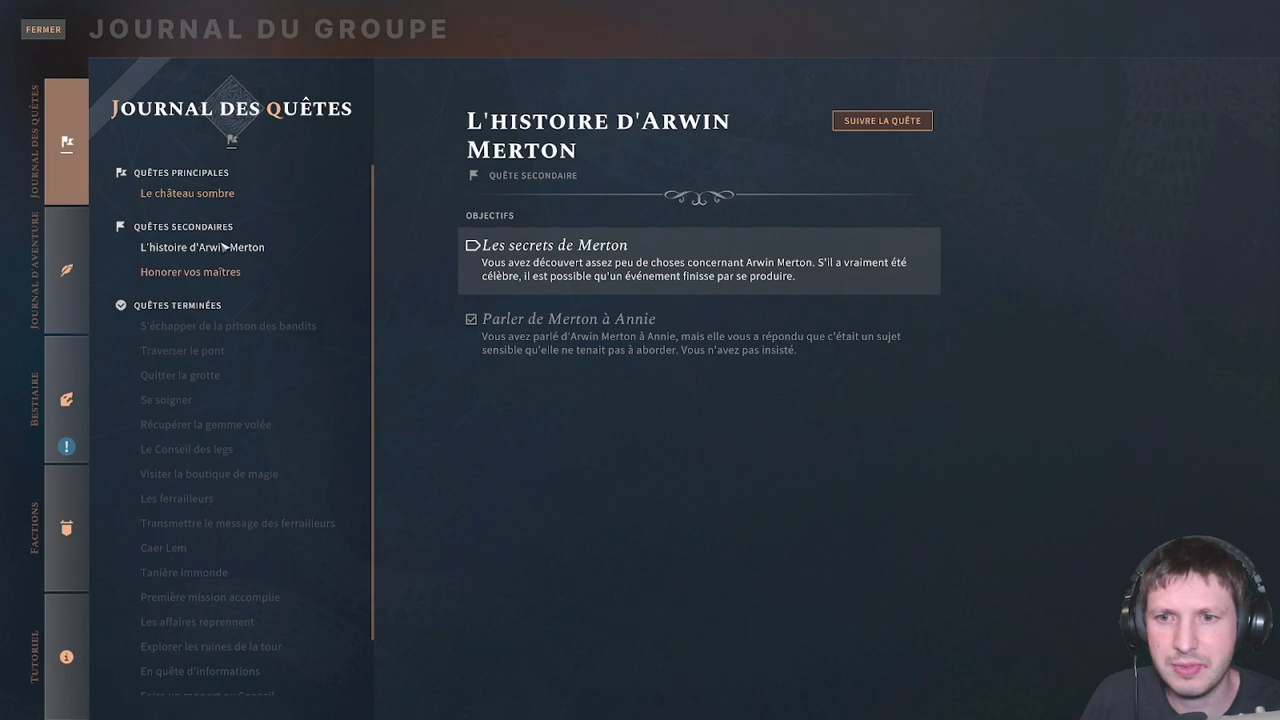 FERMER
JOURNAL DU GROUPE
JOURNAL DES QUÊTES
JOURNAL D'AVENTURE
BESTIAIRE
FACTIONS
TUTORIEL
JOURNAL DES QUÊTES
QUÊTES PRINCIPALES
Le château sombre
QUÊTES SECONDAIRES
L'histoire d'Arwin Merton
Honorer vos maîtres
QUÊTES TERMINÉES
S'échapper de la prison des bandits
Traverser le pont
Quitter la grotte
Se soigner
Récupérer la gemme volée
Le Conseil des legs
Visiter la boutique de magie
Les ferrailleurs
Transmettre le message des ferrailleurs
Caer Lem
Tanière immonde
Première mission accomplie
Les affaires reprennent
Explorer les ruines de la tour
En quête d'informations
Faire un rapport au Conseil
L'HISTOIRE D'ARWIN
MERTON
SUIVRE LA QUÊTE
QUÊTE SECONDAIRE
OBJECTIFS
Les secrets de Merton
Vous avez découvert assez peu de choses concernant Arwin Merton. S'il a vraiment été
célèbre, il est possible qu'un événement finisse par se produire.
Parler de Merton à Annie
Vous avez parlé d'Arwin Merton à Annie, mais elle vous a répondu que c'était un sujet
sensible qu'elle ne tenait pas à aborder. Vous n'avez pas insisté.